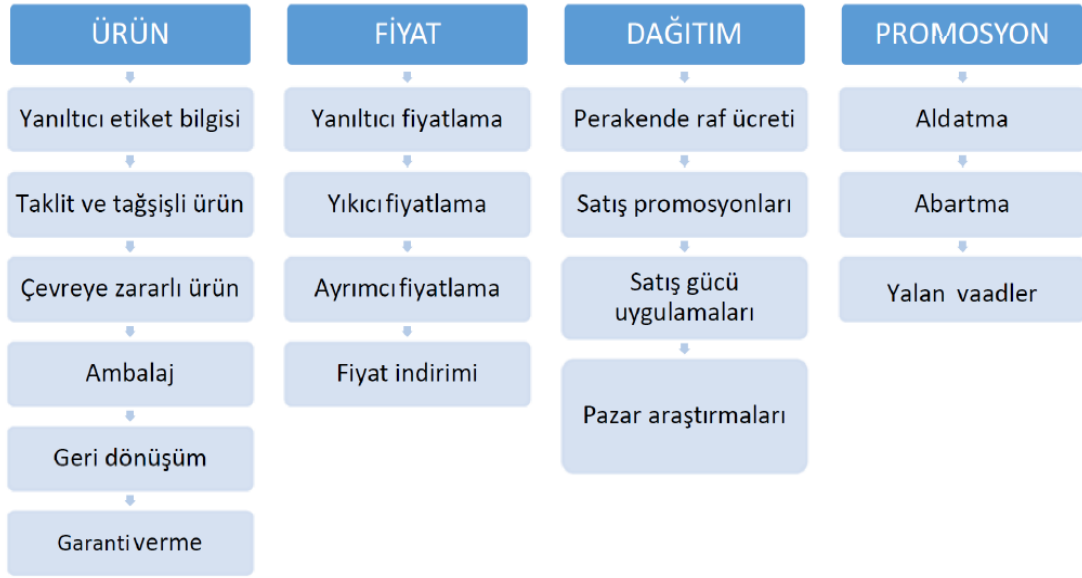 ÜRÜN
Yanıltıcı etiket bilgisi
Taklit ve tağşişli ürün
Çevreye zararlı ürün
Ambalaj
Geri dönüşüm
Garanti verme
FİYAT
Yanıltıcı fiyatlama
Yıkıcı fiyatlama
Ayrımcı fiyatlama
Fiyat indirimi
DAĞITIM
Perakende raf ücreti
Satış promosyonları
Satış gücü
uygulamaları
Pazar araştırmaları
PROMOSYON
Aldatma
Abartma
Yalan vaadler